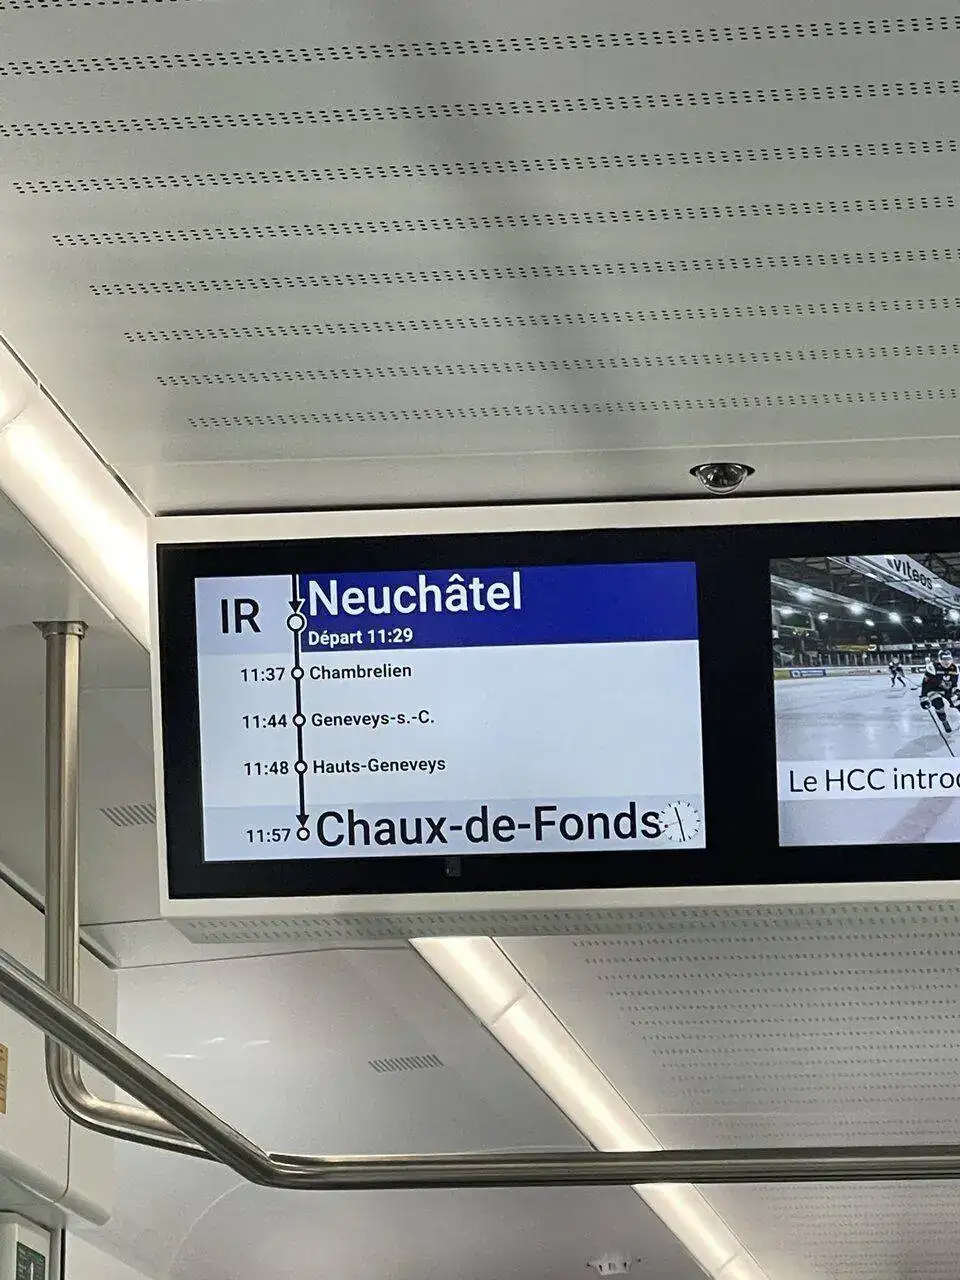 IR
Neuchâtel
Départ 11:29
11:37 Chambrelien
11:44 Geneveys-s.-C.
11:48 Hauts-Geneveys
11:57 Chaux-de-Fonds
viteos
Le HCC introd